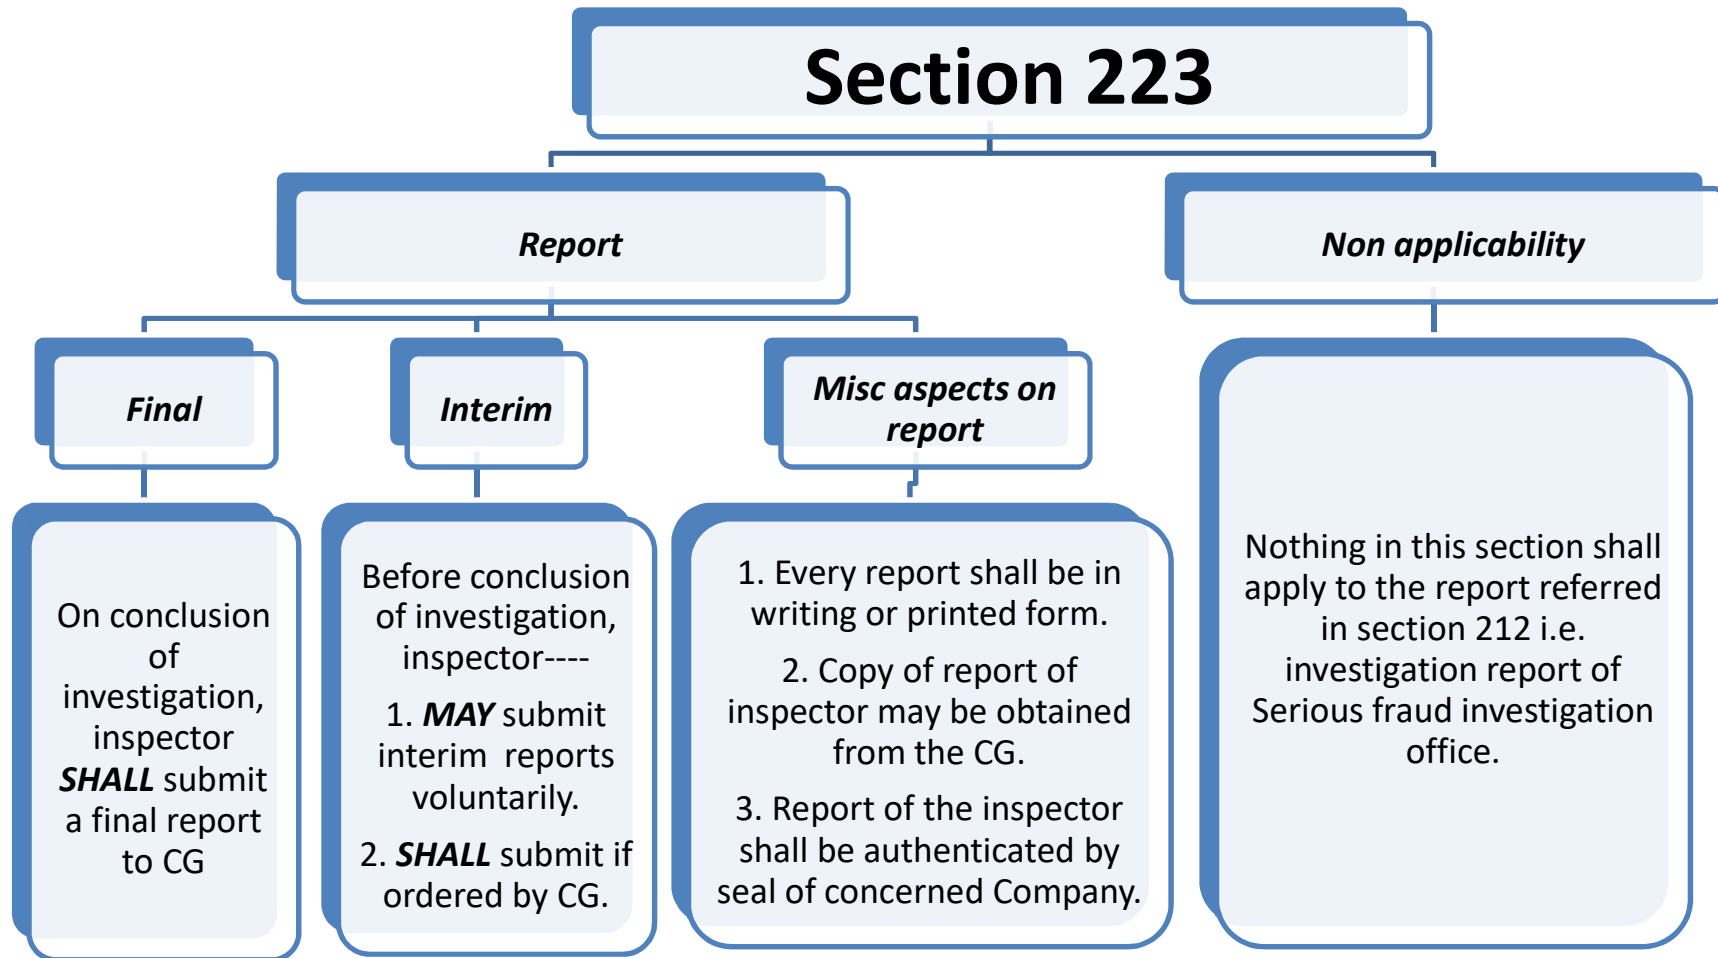 Section 223
Report
Non applicability
Final
Interim
Misc aspects on
report
On conclusion
of
investigation,
inspector
SHALL submit
a final report
to CG
Before conclusion
of investigation,
inspector----
1. MAY submit
interim reports
voluntarily.
2. SHALL submit if
ordered by CG.
1. Every report shall be in
writing or printed form.
2. Copy of report of
inspector may be obtained
from the CG.
3. Report of the inspector
shall be authenticated by
seal of concerned Company.
Nothing in this section shall
apply to the report referred
in section 212 i.e.
investigation report of
Serious fraud investigation
office.